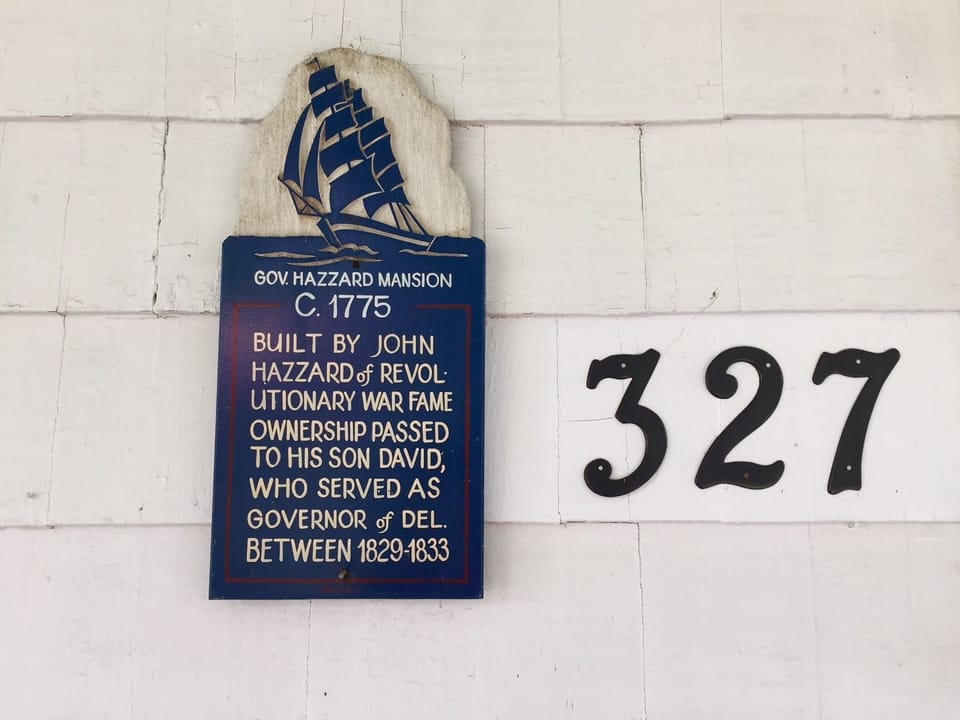 GOV. HAZZARD MANSION
C. 1775
BUILT BY JOHN
HAZZARD of REVOL-
UTIONARY WAR FAME
OWNERSHIP PASSED
TO HIS SON DAVID,
WHO SERVED AS
GOVERNOR of DEL.
BETWEEN 1829-1833
327